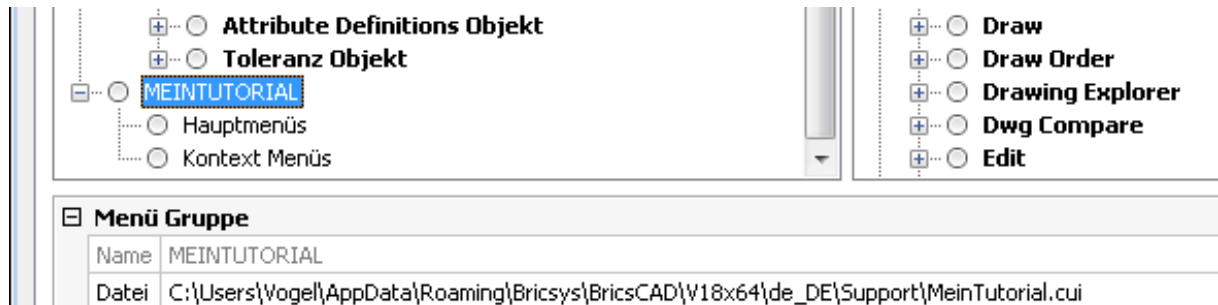 Attribute Definitions Objekt
Toleranz Objekt
MEINTUTORIAL
Hauptmenüs
Kontext Menüs
Draw
Draw Order
Drawing Explorer
Dwg Compare
Edit
Menü Gruppe
Name MEINTUTORIAL
Datei C:\Users\Vogel\AppData\Roaming\Bricsys\BricsCAD\V18x64\de_DE\Support\MeinTutorial.cui